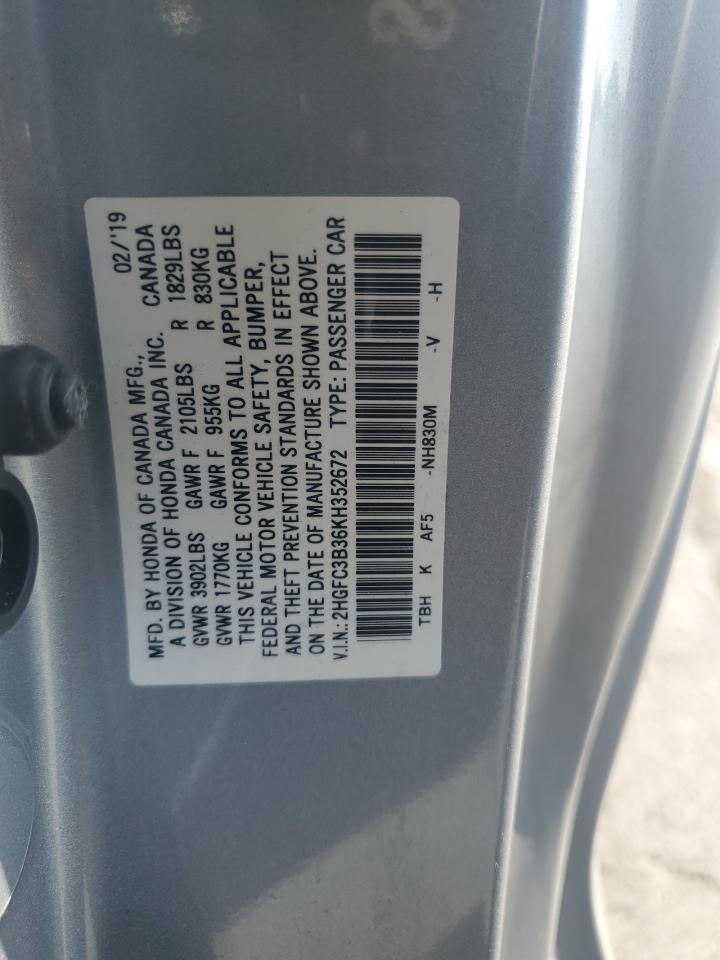 MFD. BY HONDA OF CANADA MFG., 02/'19
A DIVISION OF HONDA CANADA INC. CANADA
GVWR 3902LBS GAWR F 2105LBS R 1829LBS
GVWR 1770KG GAWR F 955KG R 830KG
THIS VEHICLE CONFORMS TO ALL APPLICABLE
FEDERAL MOTOR VEHICLE SAFETY, BUMPER,
AND THEFT PREVENTION STANDARDS IN EFFECT
ON THE DATE OF MANUFACTURE SHOWN ABOVE.
V.I.N.: 2HGFC3B36KH352672 TYPE: PASSENGER CAR
TBH K AF5 -NH830M -V -H